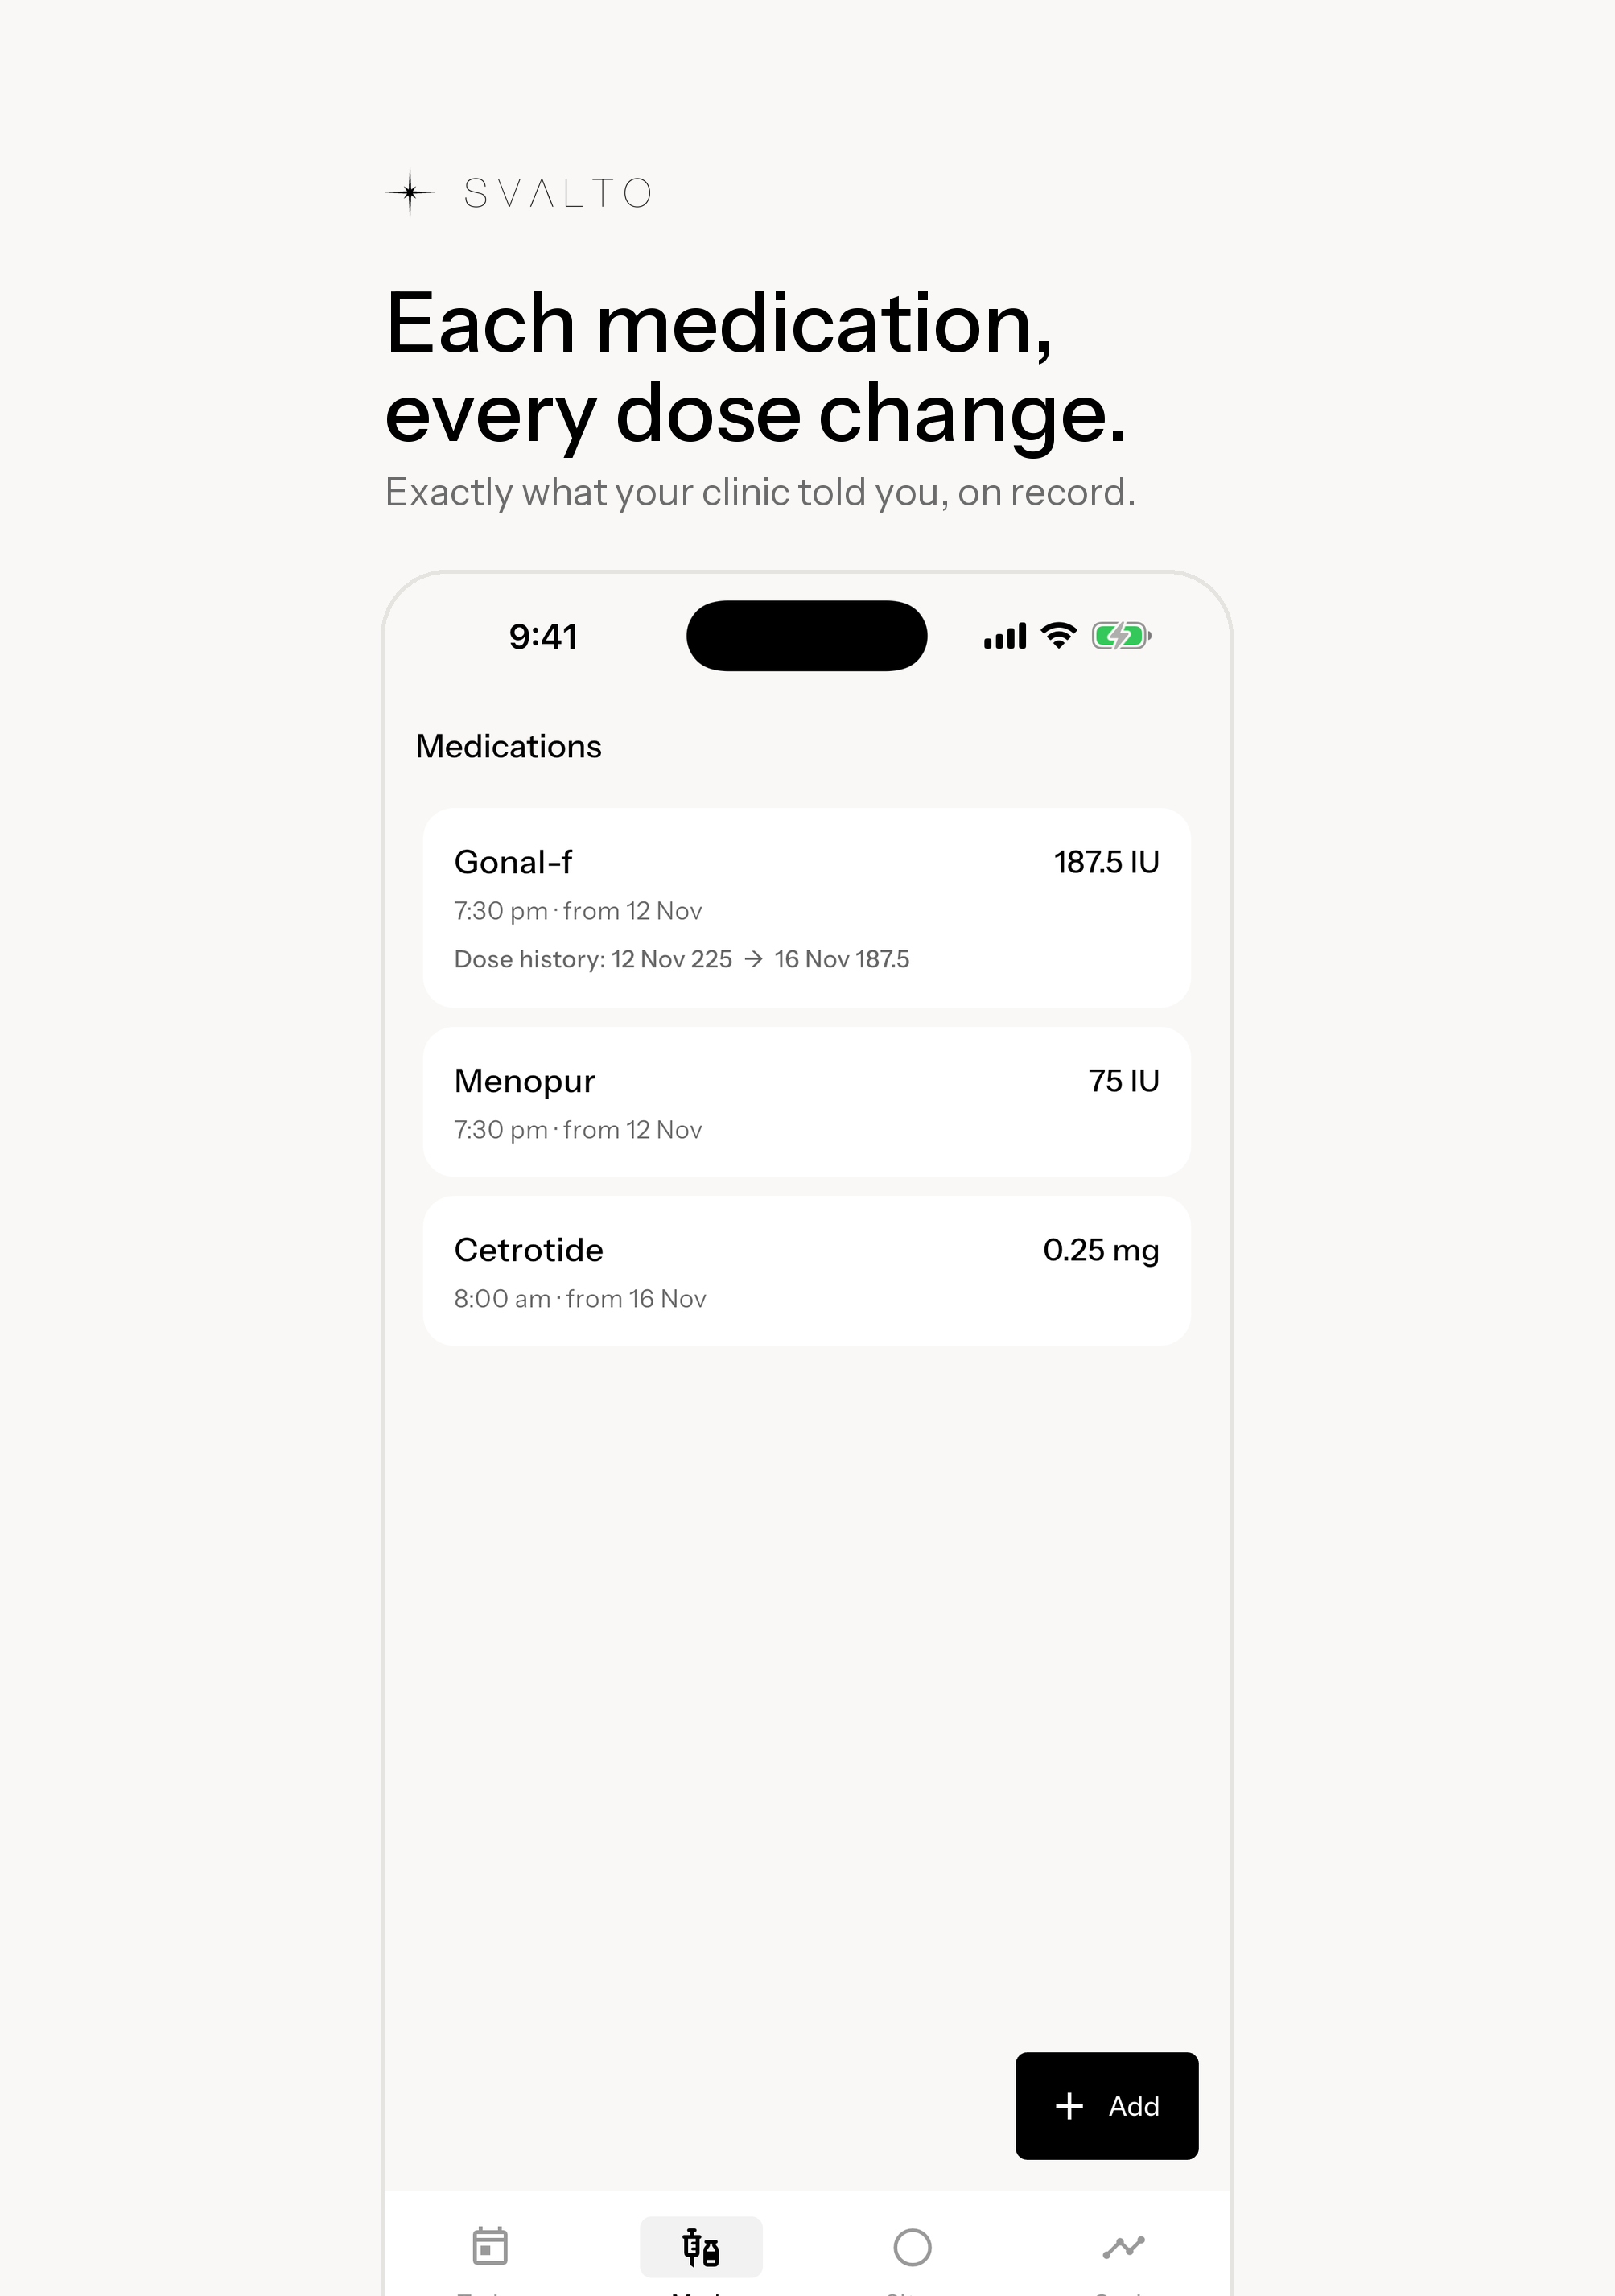 SVALTO
Each medication,
every dose change.
Exactly what your clinic told you, on record.
9:41
Medications
Gonal-f 187.5 IU
7:30 pm · from 12 Nov
Dose history: 12 Nov 225 → 16 Nov 187.5
Menopur 75 IU
7:30 pm · from 12 Nov
Cetrotide 0.25 mg
8:00 am · from 16 Nov
+ Add